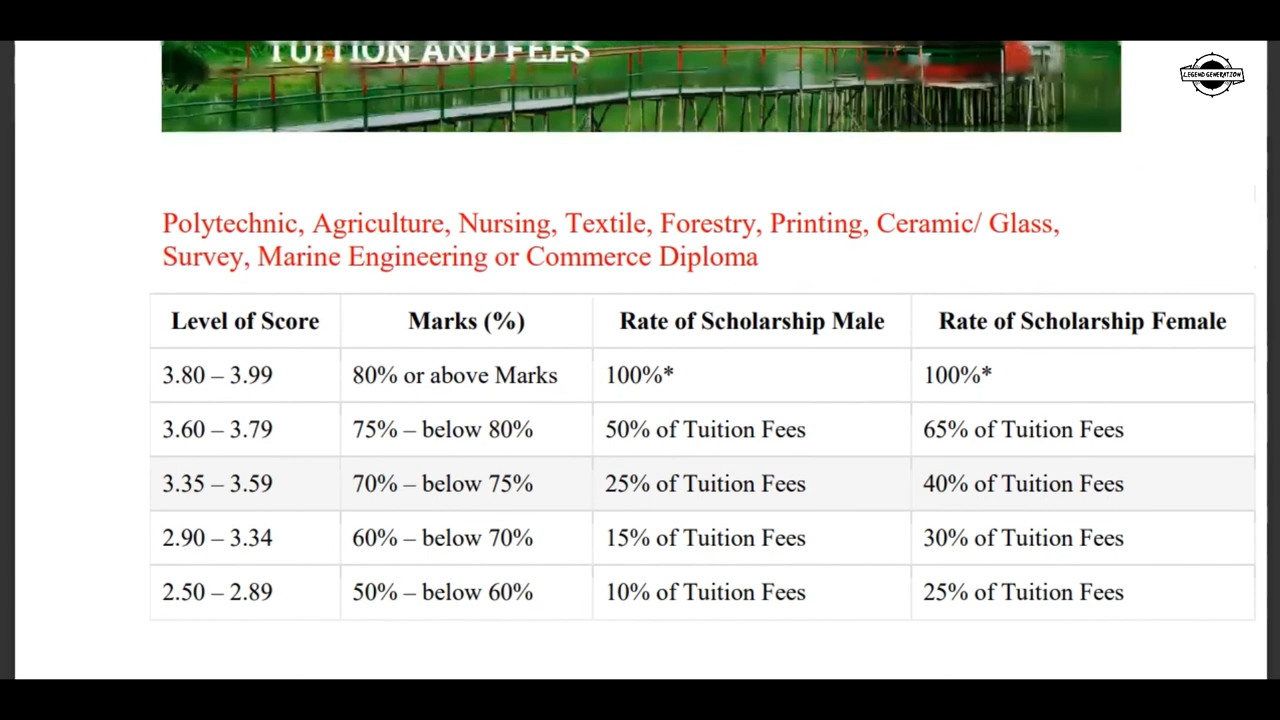 TUITION AND FEES
LEGEND GENERATION
Polytechnic, Agriculture, Nursing, Textile, Forestry, Printing, Ceramic/ Glass,
Survey, Marine Engineering or Commerce Diploma
Level of Score Marks (%) Rate of Scholarship Male Rate of Scholarship Female
3.80 – 3.99 80% or above Marks 100%* 100%*
3.60 – 3.79 75% – below 80% 50% of Tuition Fees 65% of Tuition Fees
3.35 – 3.59 70% – below 75% 25% of Tuition Fees 40% of Tuition Fees
2.90 – 3.34 60% – below 70% 15% of Tuition Fees 30% of Tuition Fees
2.50 – 2.89 50% – below 60% 10% of Tuition Fees 25% of Tuition Fees